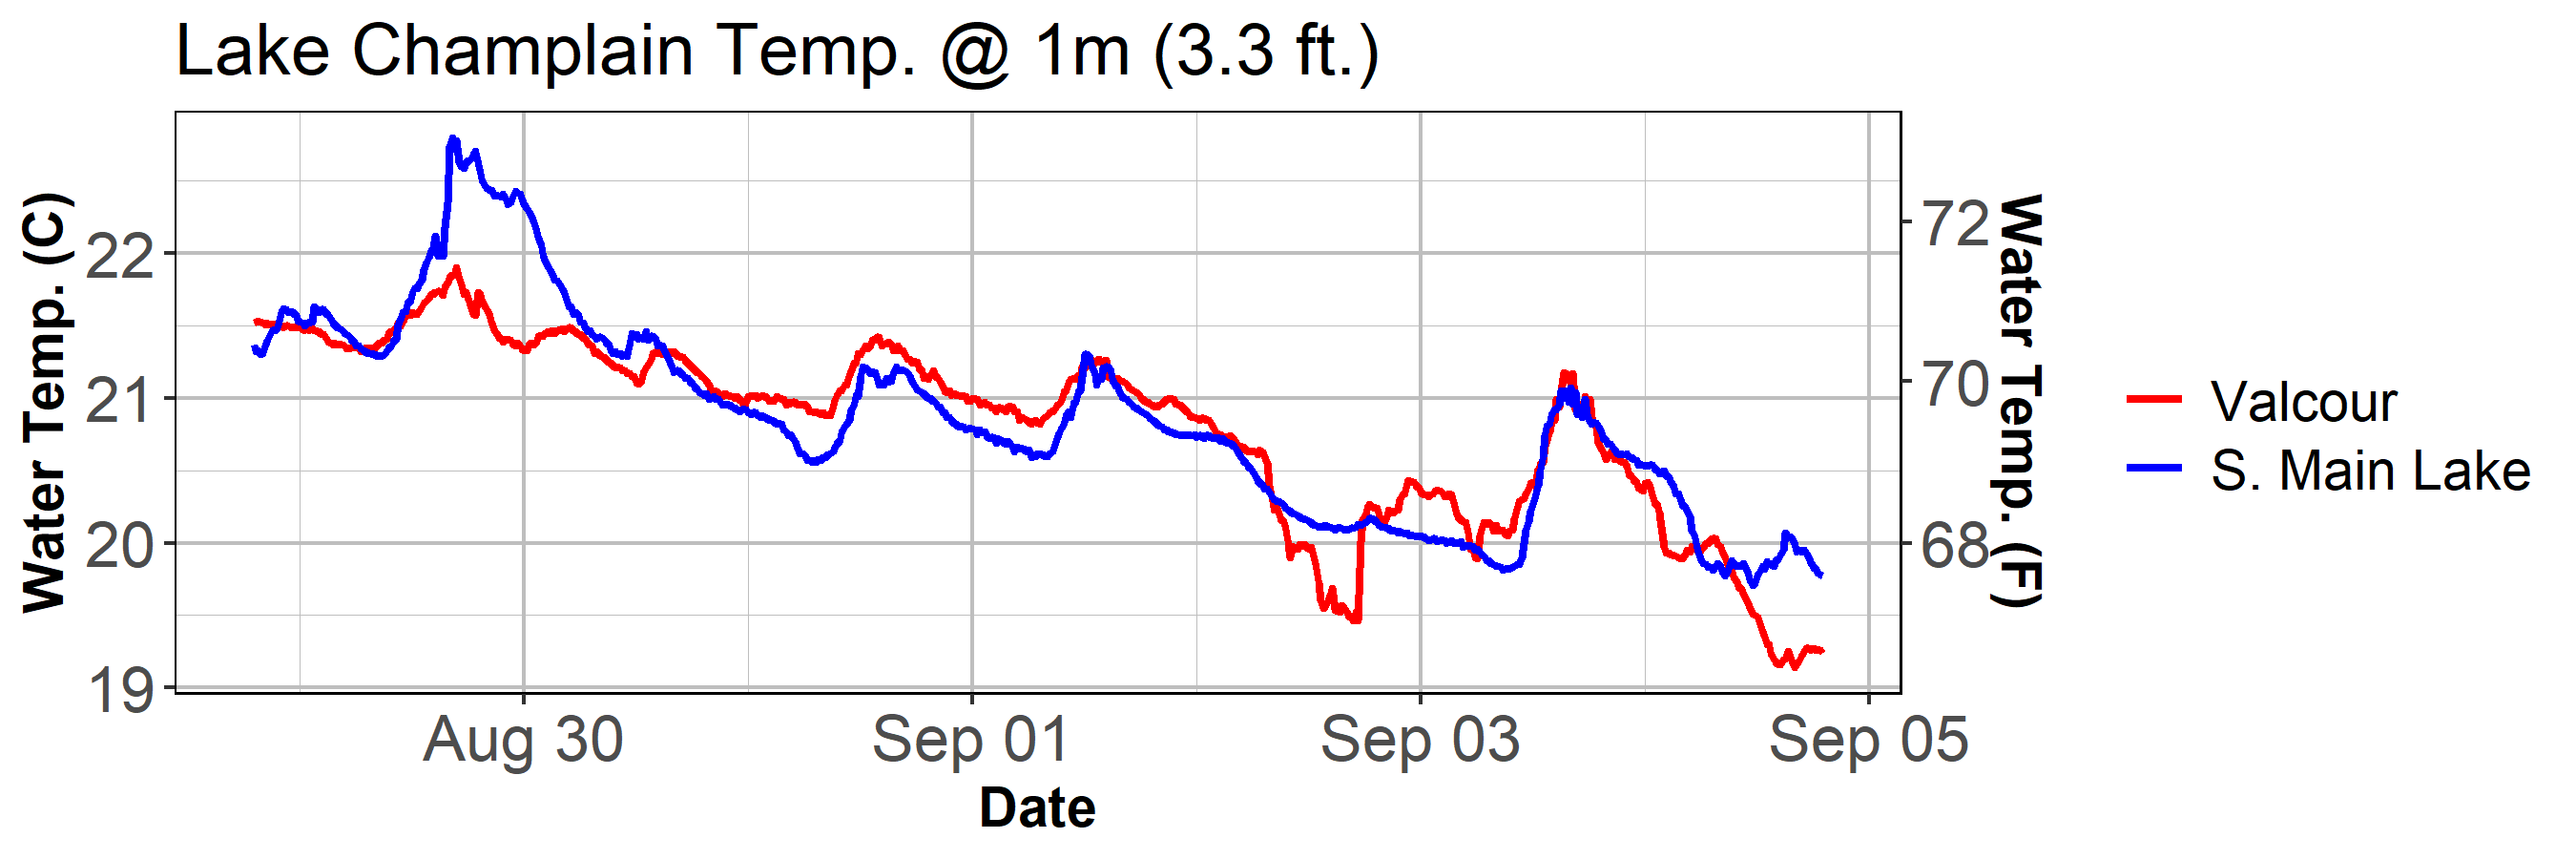 Lake Champlain Temp. @ 1m (3.3 ft.)
Water Temp. (C)
22
21
20
19
72
70
68
Water Temp. (F)
Aug 30
Sep 01
Sep 03
Sep 05
Date
Valcour
S. Main Lake